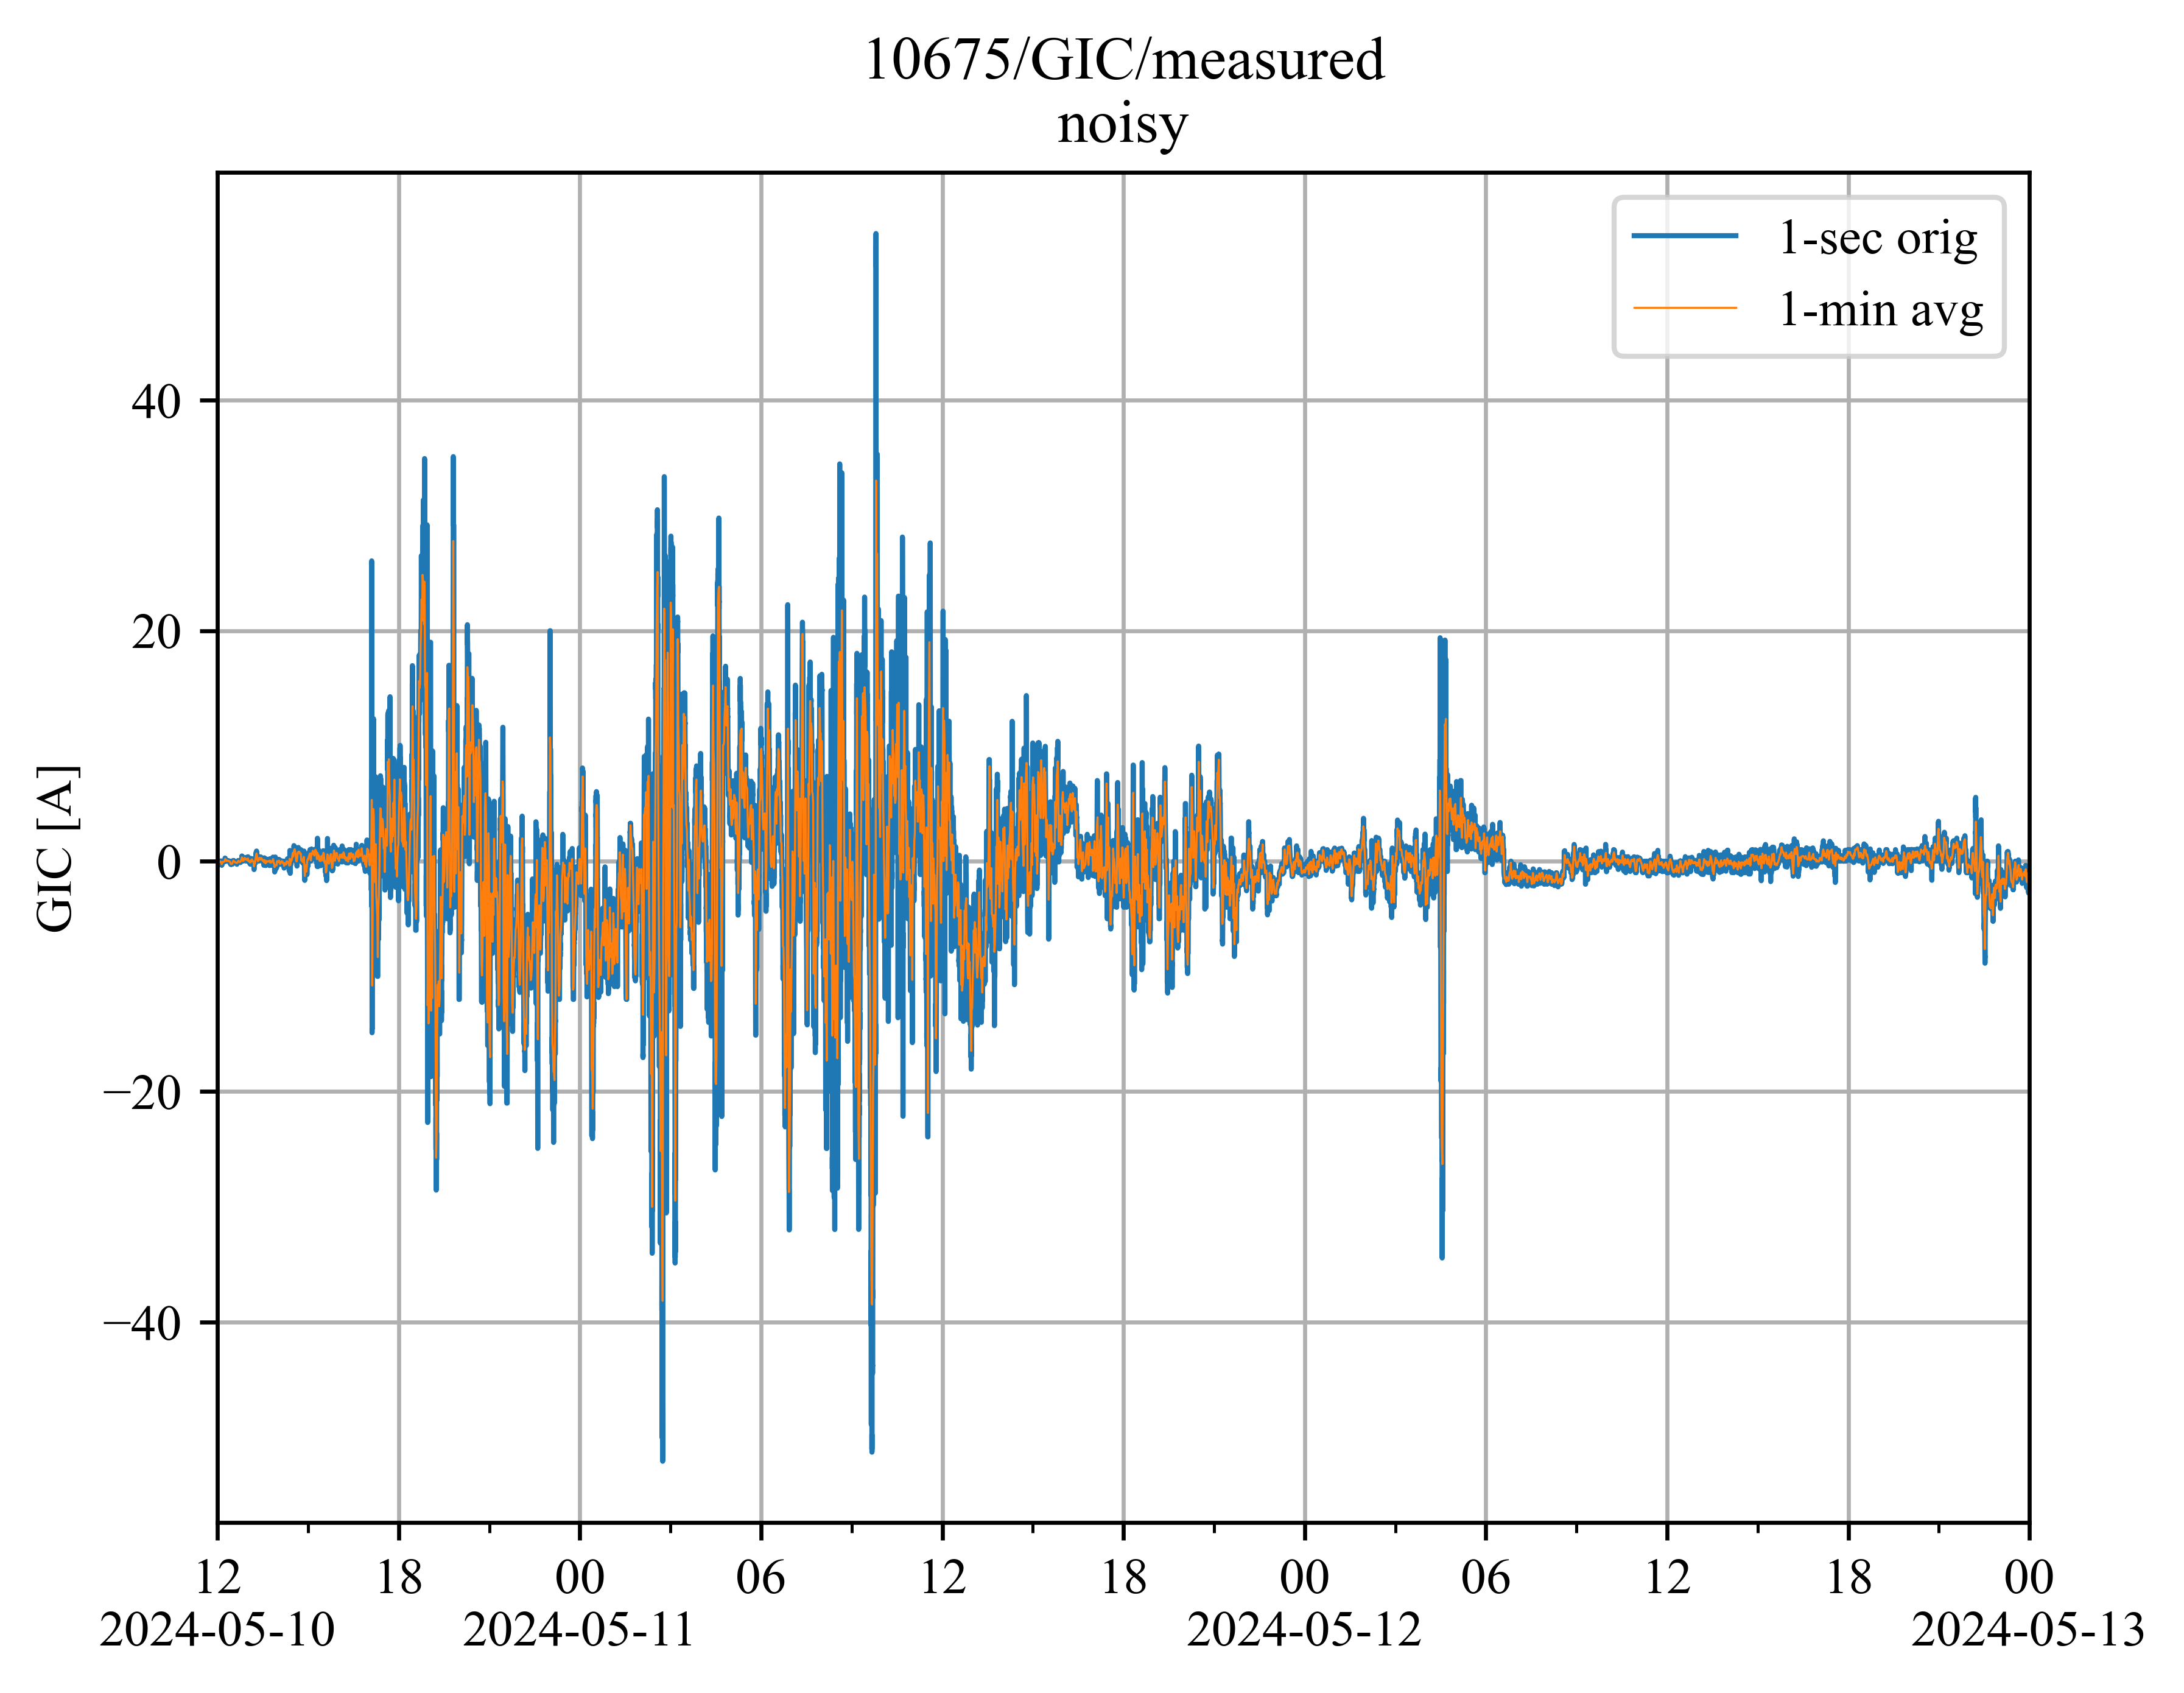 10675/GIC/measured
noisy
1-sec orig
1-min avg
GIC [A]
40
20
0
−20
−40
12 18 00 06 12 18 00 06 12 18 00
2024-05-10 2024-05-11 2024-05-12 2024-05-13